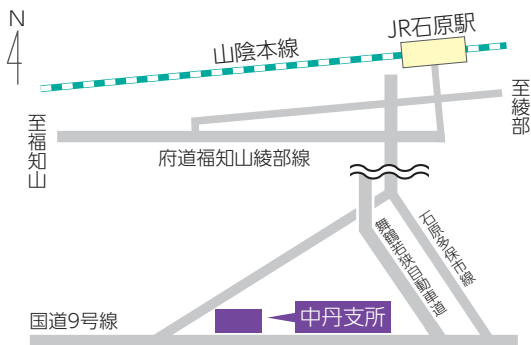 N
JR石原駅
山陰本線
至綾部
至福知山
府道福知山綾部線
舞鶴若狭自動車道
石原多保市線
中丹支所
国道9号線